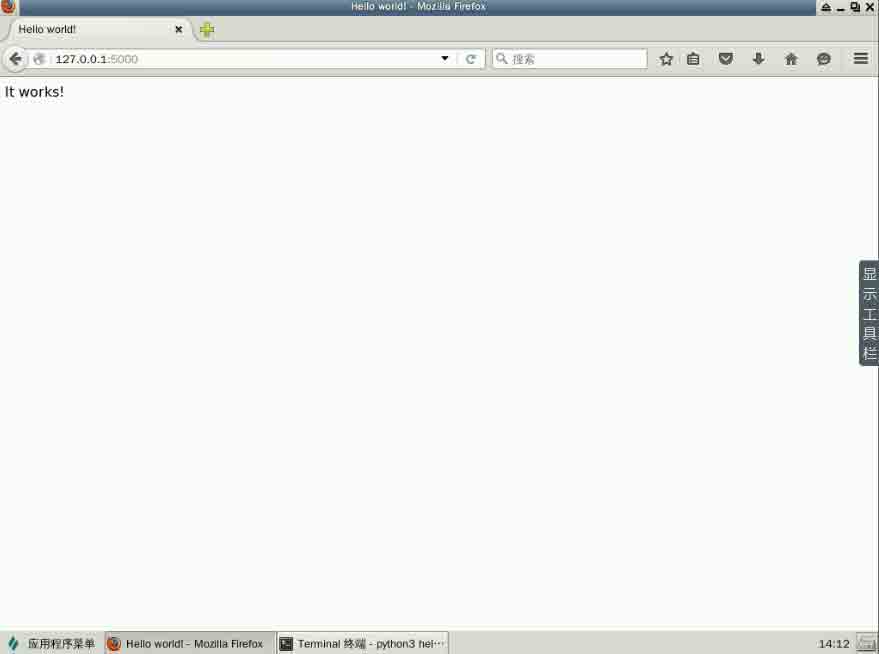 Hello world! - Mozilla Firefox
Hello world!
127.0.0.1:5000
搜索
It works!
显示工具栏
应用程序菜单
Hello world! - Mozilla Firefox
Terminal 终端 - python3 hel···
14:12